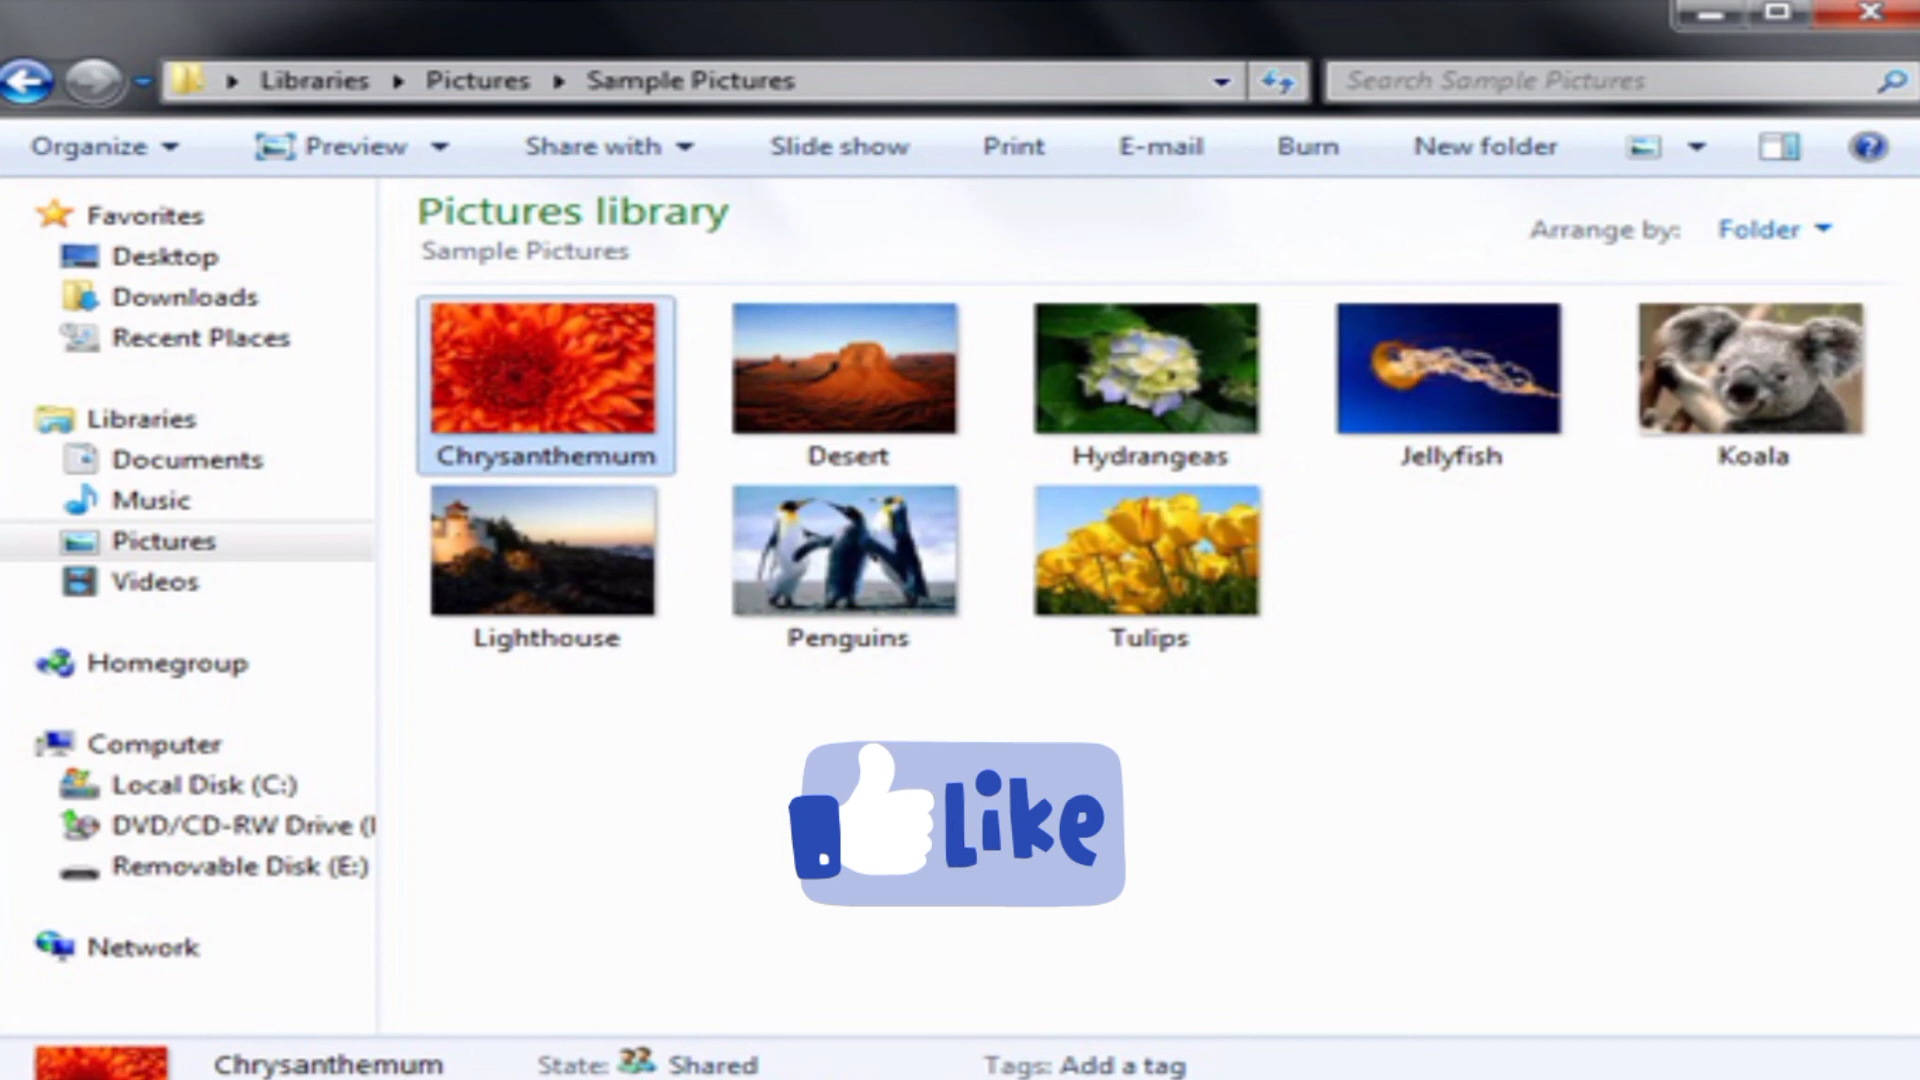 Libraries Pictures Sample Pictures
Search Sample Pictures
Organize Preview Share with Slide show Print E-mail Burn New folder
Favorites
Desktop
Downloads
Recent Places
Libraries
Documents
Music
Pictures
Videos
Homegroup
Computer
Local Disk (C:)
DVD/CD-RW Drive (
Removable Disk (E:)
Network
Pictures library
Sample Pictures
Arrange by: Folder
Chrysanthemum Desert Hydrangeas Jellyfish Koala
Lighthouse Penguins Tulips
Like
Chrysanthemum State: Shared Tags: Add a tag